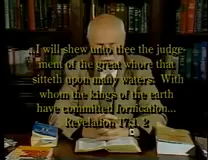 I will shew unto thee the judge-
ment of the great whore that
sitteth upon many waters: With
whom the kings of the earth
have committed fornication...
Revelation 17:1, 2